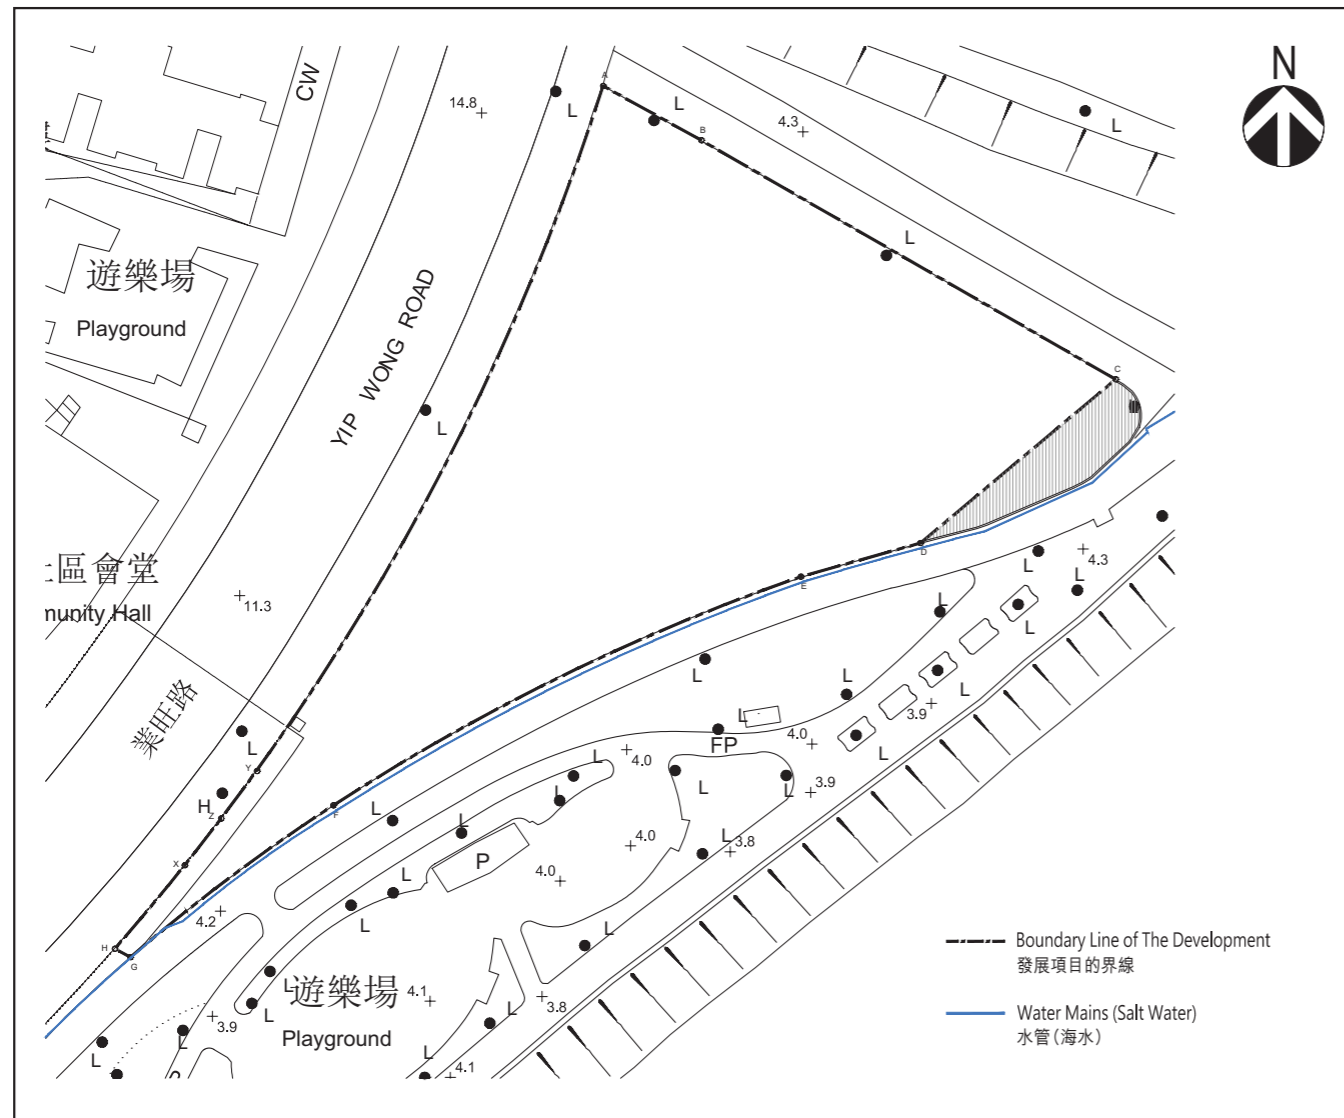 N
CW
14.8
A
L
L
B
4.3
L
L
遊樂場
Playground
YIP WONG ROAD
L
L
C
區會堂
munity Hall
11.3
D
E
L
4.3
L
L
L
L
業旺路
L
L
3.9
FP
4.0
L
4.0
L
L
3.9
L
Y
L
H
Z
F
L
L
L
3.8
4.0
P
4.0
X
L
L
4.2
H
G
遊樂場
Playground
L
L
4.1
3.8
L
3.9
L
L
L
4.1
Boundary Line of The Development
發展項目的界線
Water Mains (Salt Water)
水管(海水)